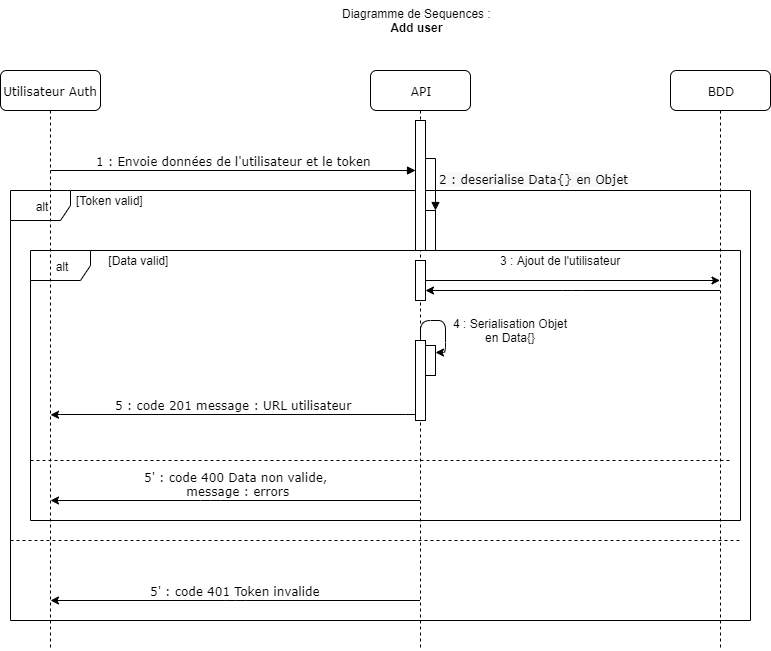 Diagramme de Sequences :
Add user
Utilisateur Auth
API
BDD
1 : Envoie données de l'utilisateur et le token
2 : deserialise Data{} en Objet
alt
[Token valid]
alt
[Data valid]
3 : Ajout de l'utilisateur
4 : Serialisation Objet
en Data{}
5 : code 201 message : URL utilisateur
5' : code 400 Data non valide,
message : errors
5' : code 401 Token invalide